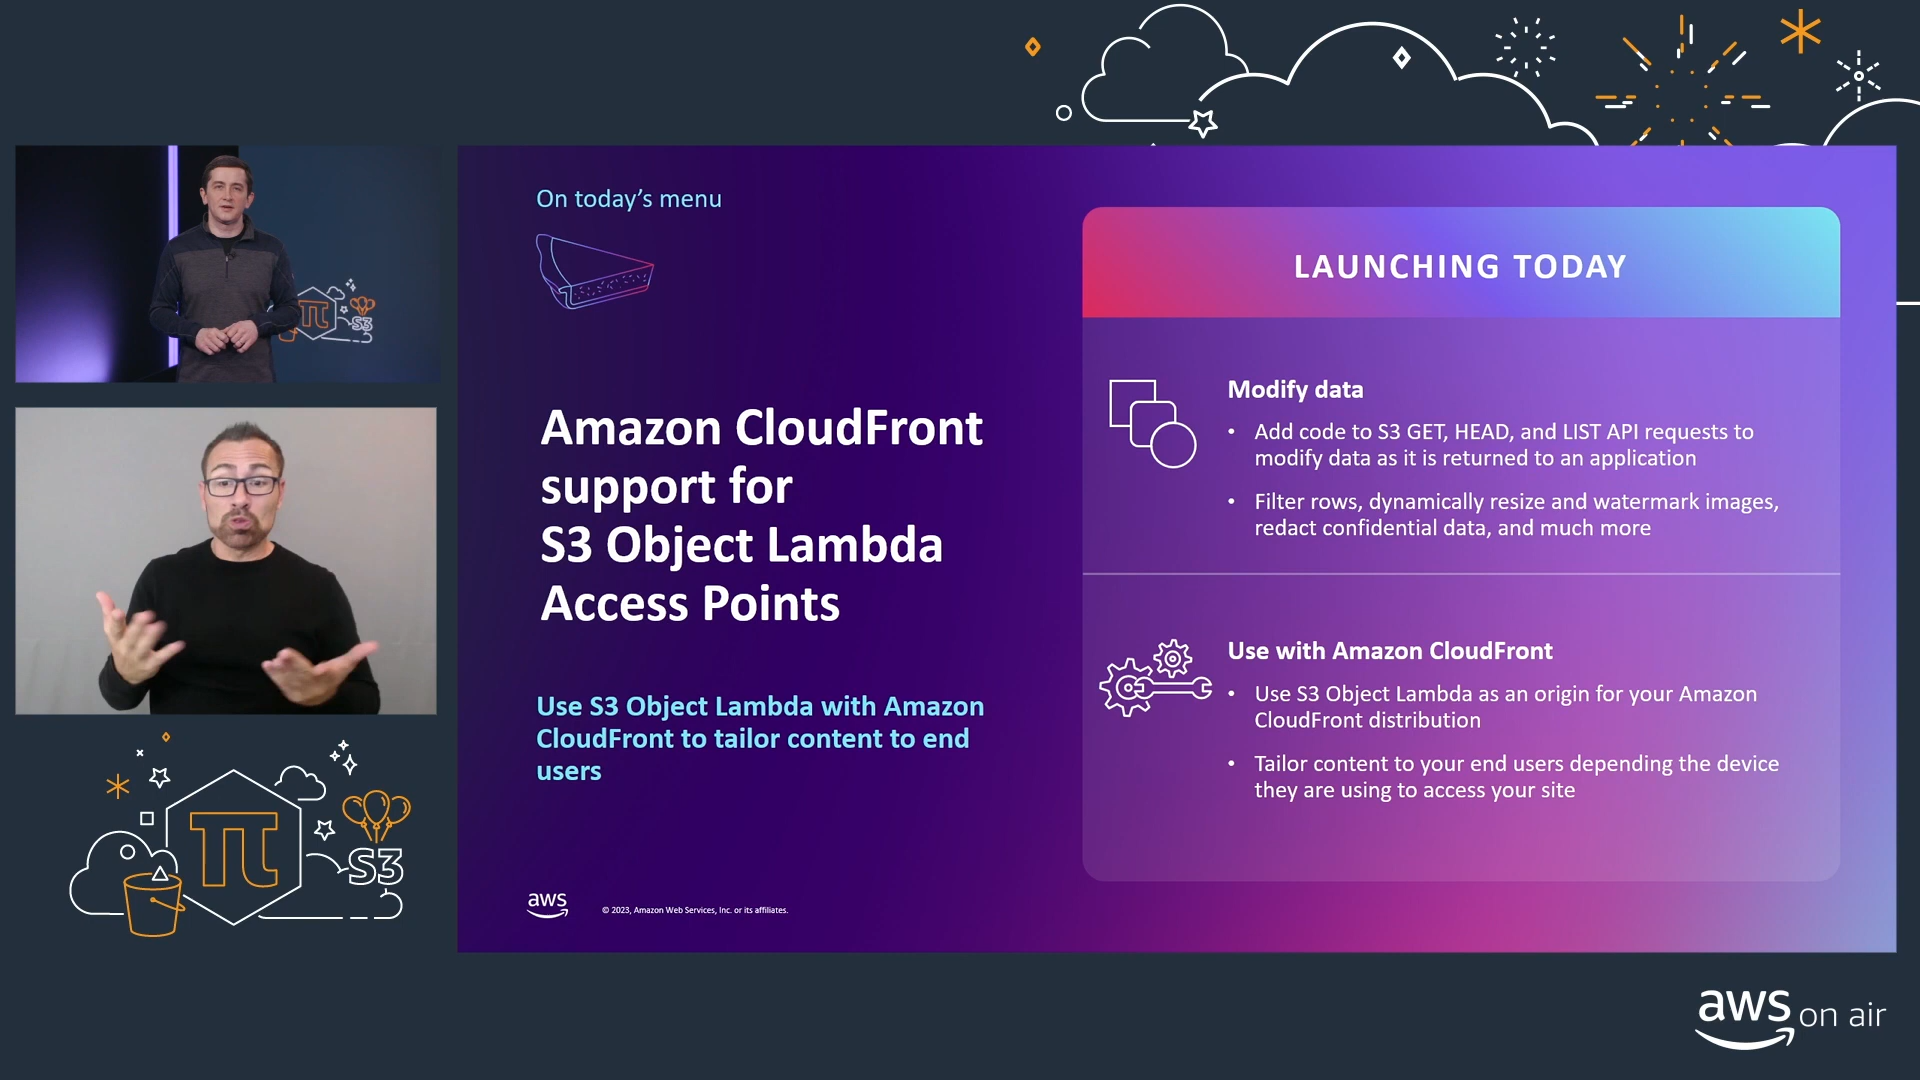 On today's menu
Amazon CloudFront
support for
S3 Object Lambda
Access Points
Use S3 Object Lambda with Amazon
CloudFront to tailor content to end
users
aws
© 2023, Amazon Web Services, Inc. or its affiliates.
LAUNCHING TODAY
Modify data
• Add code to S3 GET, HEAD, and LIST API requests to
modify data as it is returned to an application
• Filter rows, dynamically resize and watermark images,
redact confidential data, and much more
Use with Amazon CloudFront
• Use S3 Object Lambda as an origin for your Amazon
CloudFront distribution
• Tailor content to your end users depending the device
they are using to access your site
π
S3
π
S3
aws on air